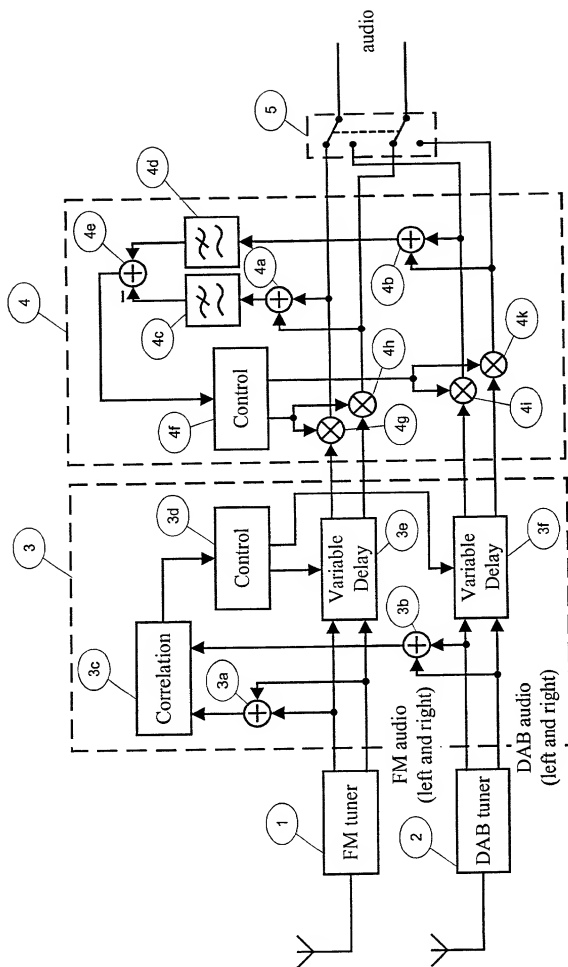 3
4
3c
Correlation
3d
Control
4f
Control
4c
4e
4d
3a
4a
5
1
FM tuner
Variable
Delay
3e
4g
4h
audio
3b
4b
FM audio
(left and right)
2
DAB tuner
Variable
Delay
3f
4i
4k
DAB audio
(left and right)